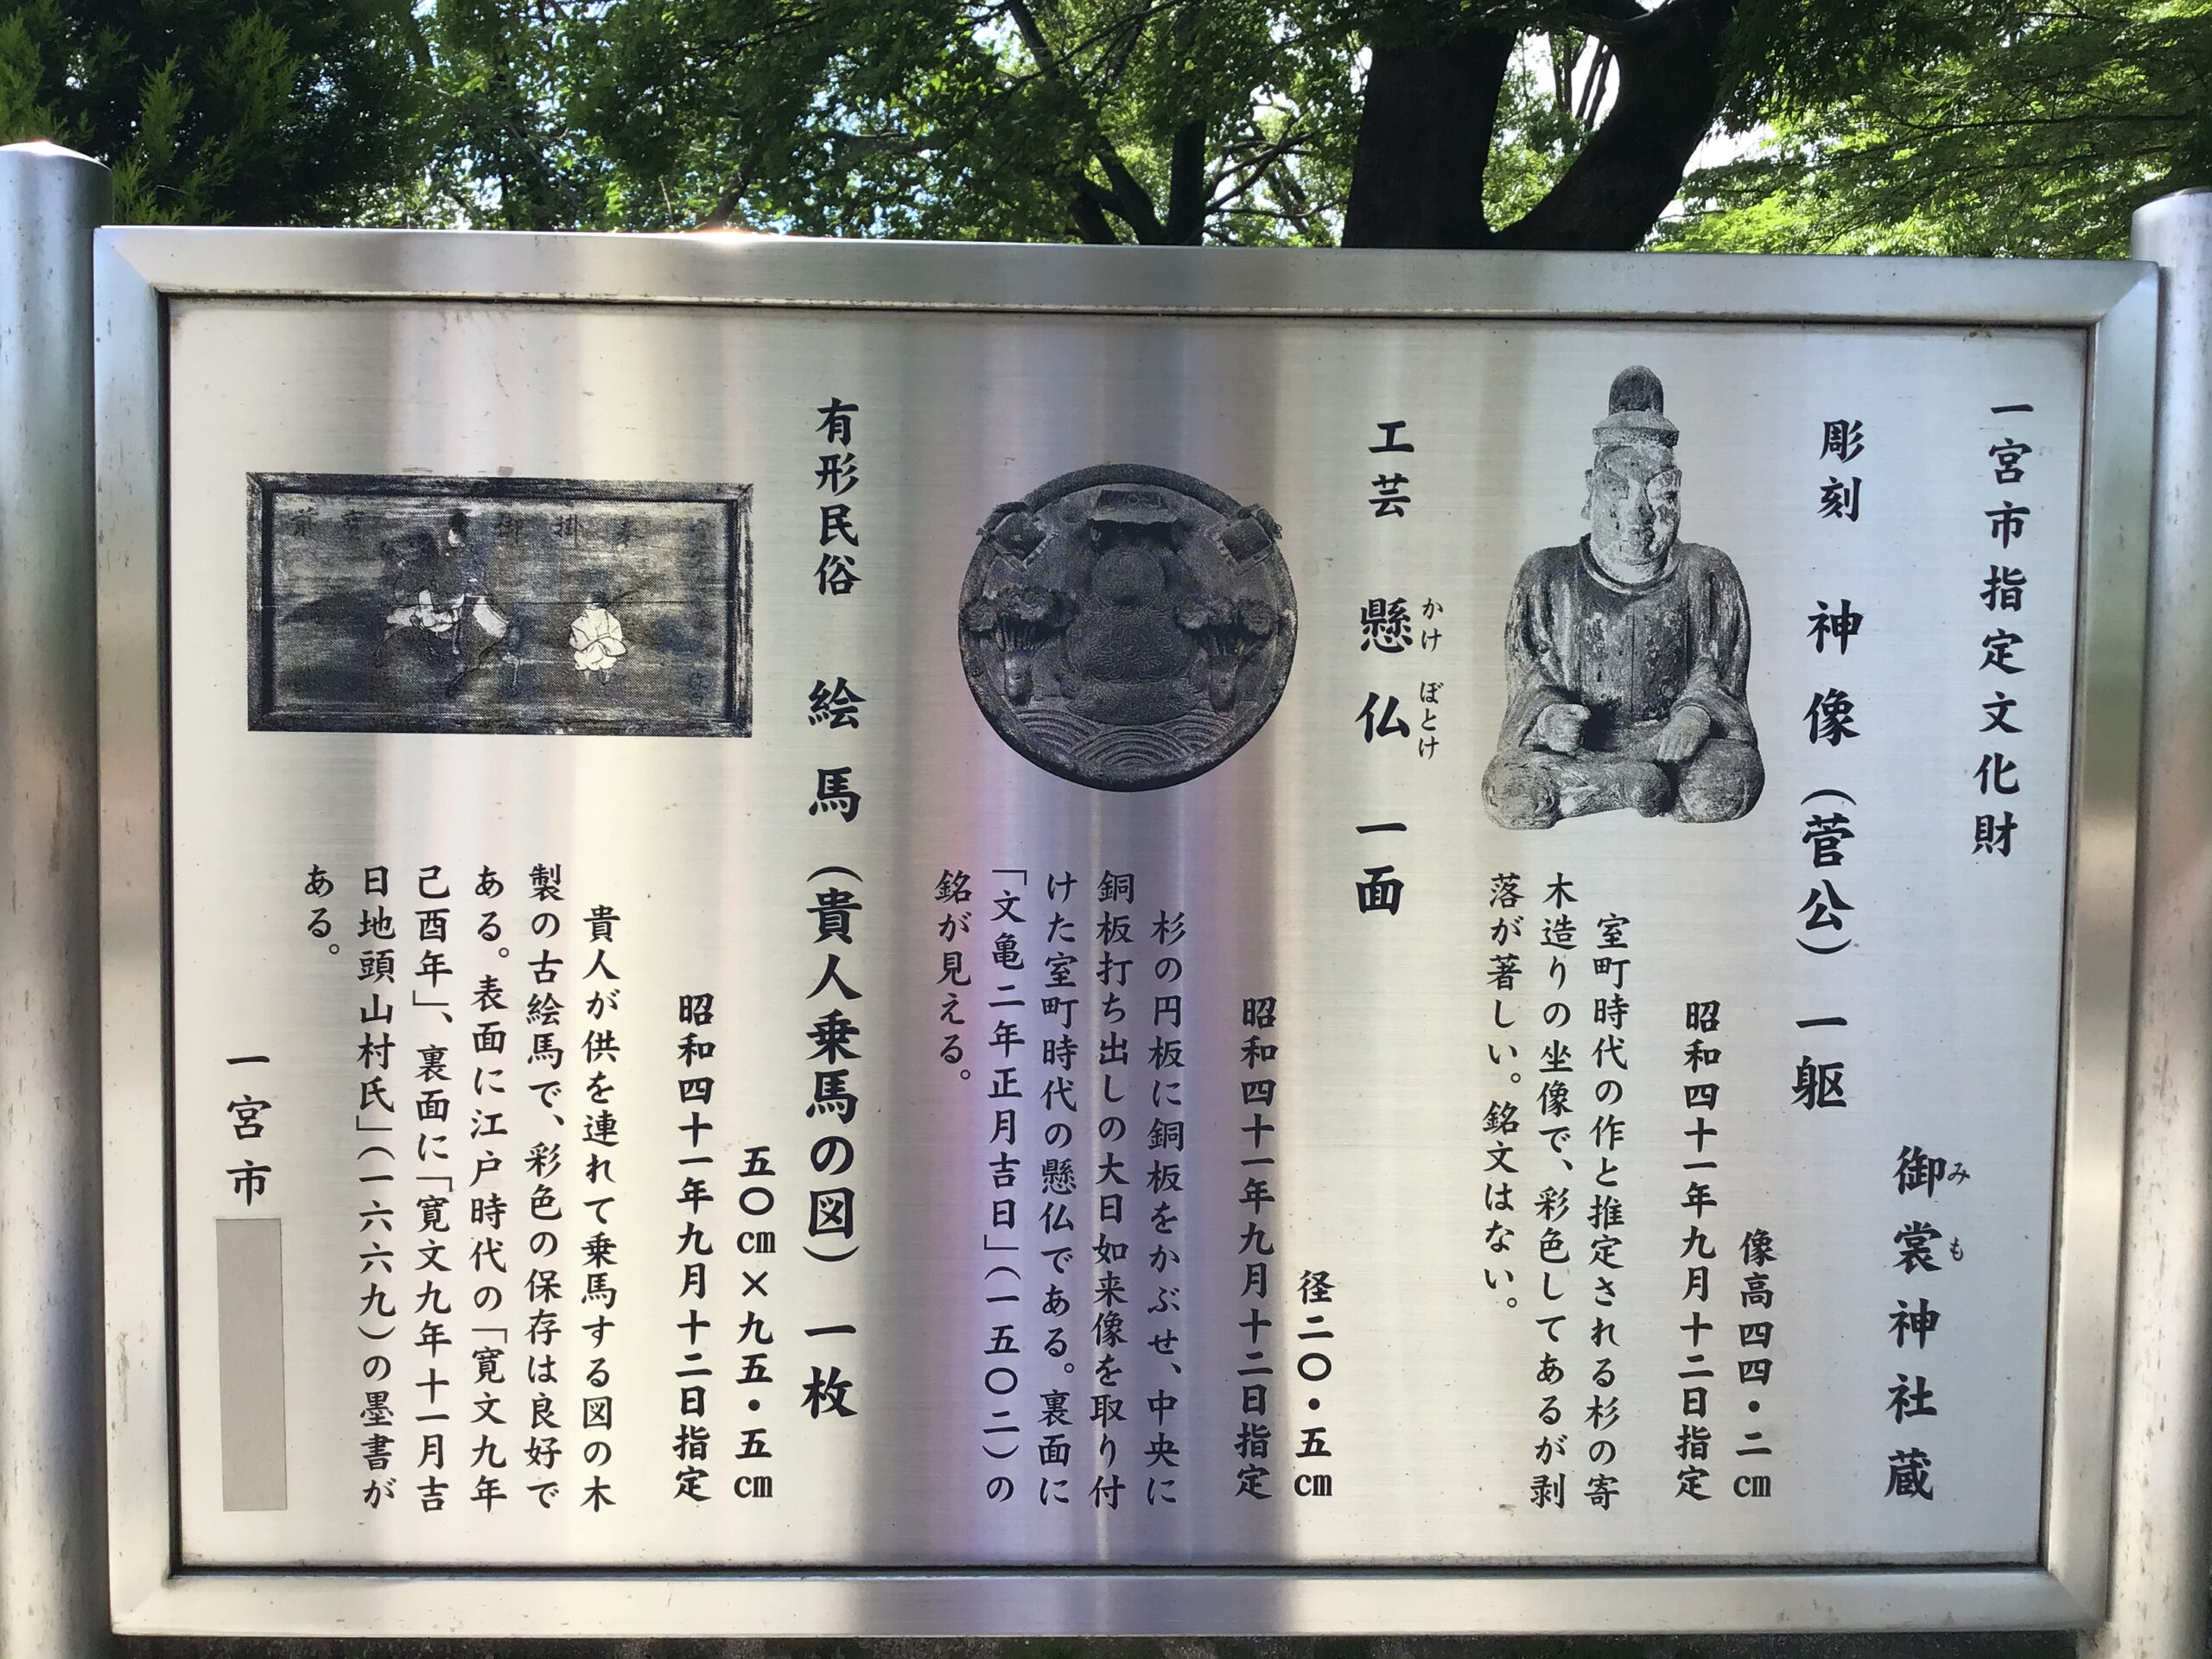 一宮市指定文化財
御裳神社蔵
みも
彫刻 神像(菅公)一躯
像高四四・二cm
昭和四十一年九月十二日指定
室町時代の作と推定される杉の寄
木造りの坐像で、彩色してあるが剥
落が著しい。銘文はない。
工芸 懸仏 一面
かけ ぼとけ
径二〇・五cm
昭和四十一年九月十二日指定
杉の円板に銅板をかぶせ、中央に
銅板打ち出しの大日如来像を取り付
けた室町時代の懸仏である。裏面に
「文亀二年正月吉日」(一五〇二)の
銘が見える。
有形民俗 絵馬(貴人乗馬の図)一枚
五〇cm×九五・五cm
昭和四十一年九月十二日指定
貴人が供を連れて乗馬する図の木
製の古絵馬で、彩色の保存は良好で
ある。表面に江戸時代の「寛文九年
己酉年」、裏面に「寛文九年十一月吉
日地頭山村氏」(一六六九)の墨書が
ある。
一宮市